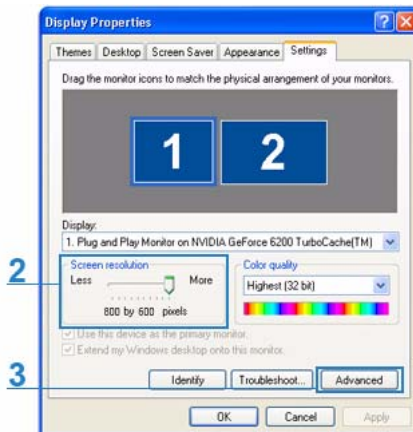 Display Properties
Themes Desktop Screen Saver Appearance Settings
Drag the monitor icons to match the physical arrangement of your monitors.
1 2
Display:
1. Plug and Play Monitor on NVIDIA GeForce 6200 TurboCache(TM)
2
Screen resolution
Less More
800 by 600 pixels
Color quality
Highest (32 bit)
Use this device as the primary monitor.
Extend my Windows desktop onto this monitor.
3
Identify Troubleshoot... Advanced
OK Cancel Apply